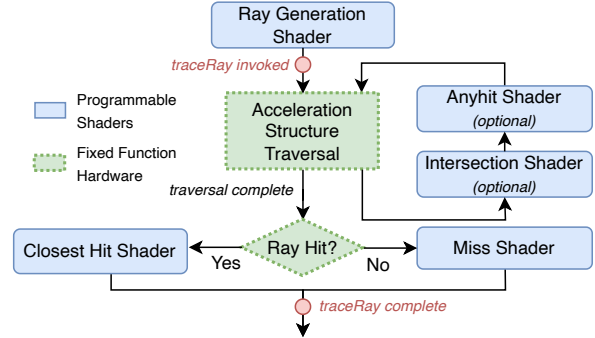 Ray Generation
Shader
traceRay invoked
Programmable
Shaders
Fixed Function
Hardware
Acceleration
Structure
Traversal
Anyhit Shader
(optional)
Intersection Shader
(optional)
traversal complete
Ray Hit?
Closest Hit Shader
Yes
No
Miss Shader
traceRay complete